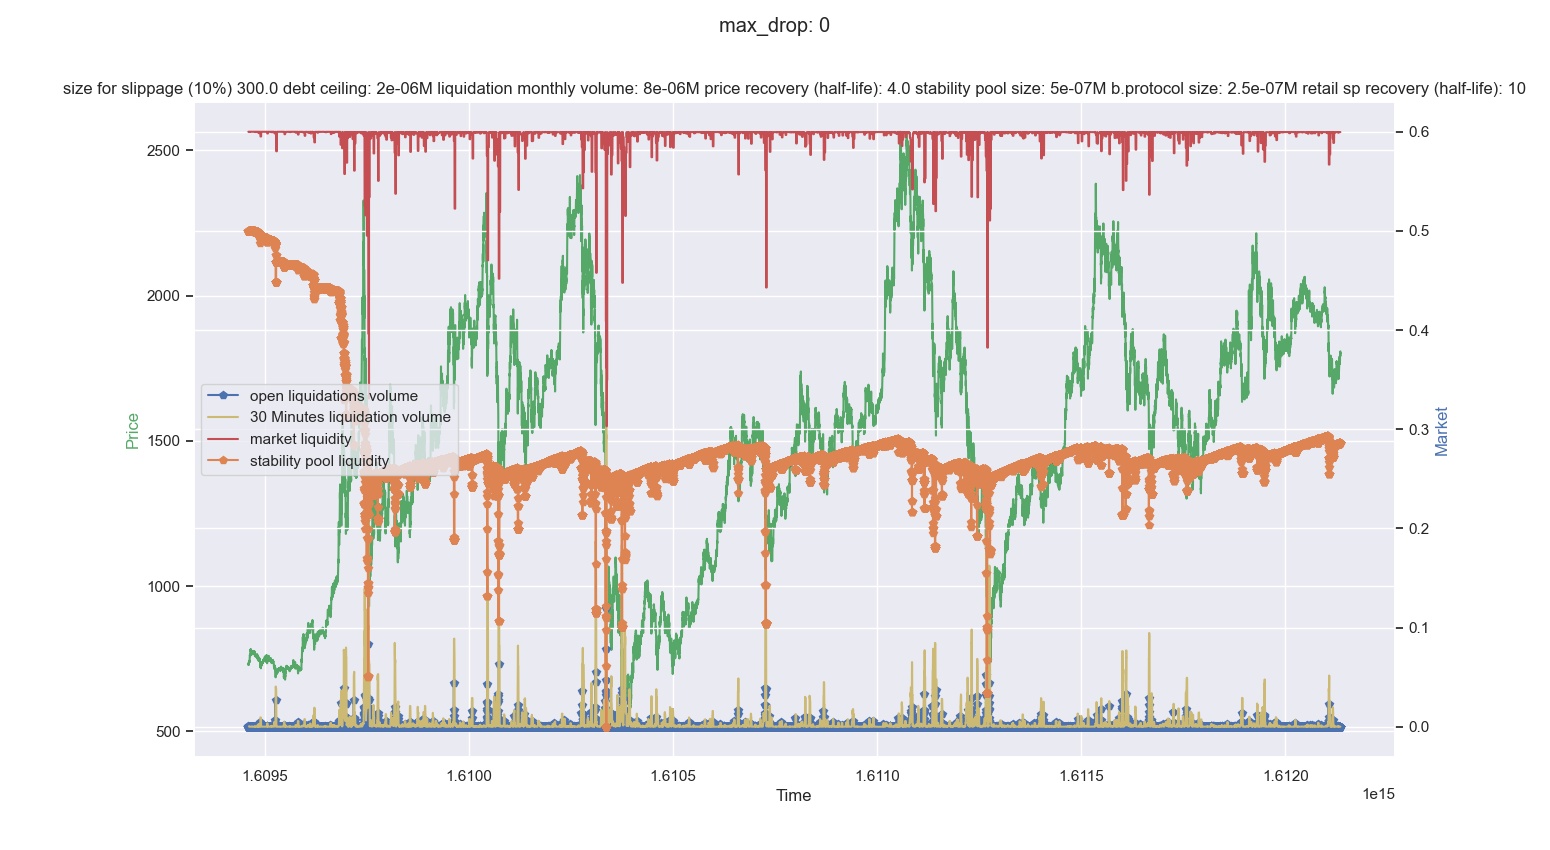 max_drop: 0
size for slippage (10%) 300.0 debt ceiling: 2e-06M liquidation monthly volume: 8e-06M price recovery (half-life): 4.0 stability pool size: 5e-07M b.protocol size: 2.5e-07M retail sp recovery (half-life): 10
2500
2000
1500
1000
500
Price
open liquidations volume
30 Minutes liquidation volume
market liquidity
stability pool liquidity
0.6
0.5
0.4
0.3
0.2
0.1
0.0
Market
1.6095 1.6100 1.6105 1.6110 1.6115 1.6120
Time
1e15